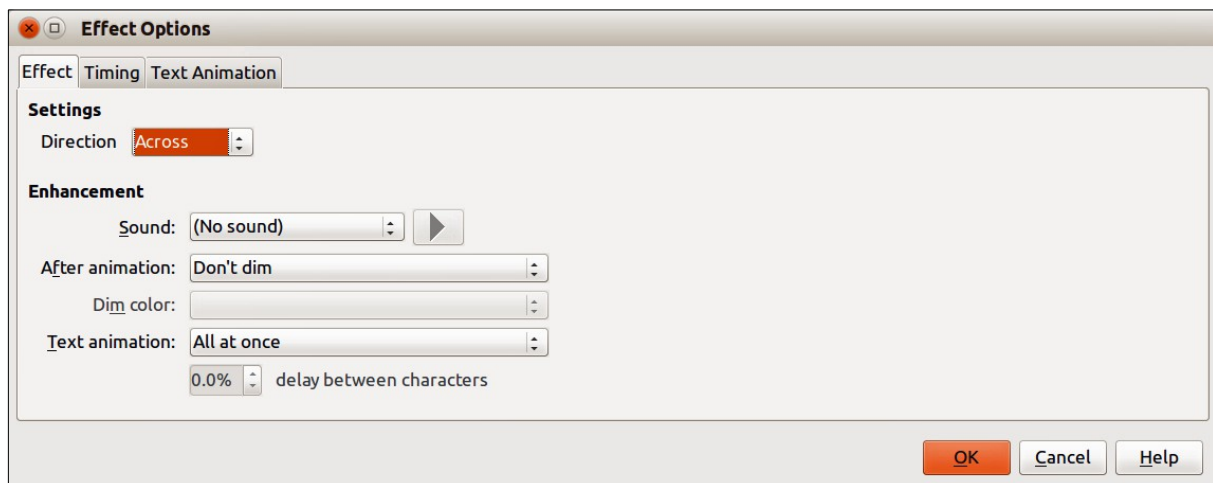 Effect Options
Effect Timing Text Animation
Settings
Direction Across
Enhancement
Sound: (No sound)
After animation: Don't dim
Dim color:
Text animation: All at once
0.0% delay between characters
OK Cancel Help